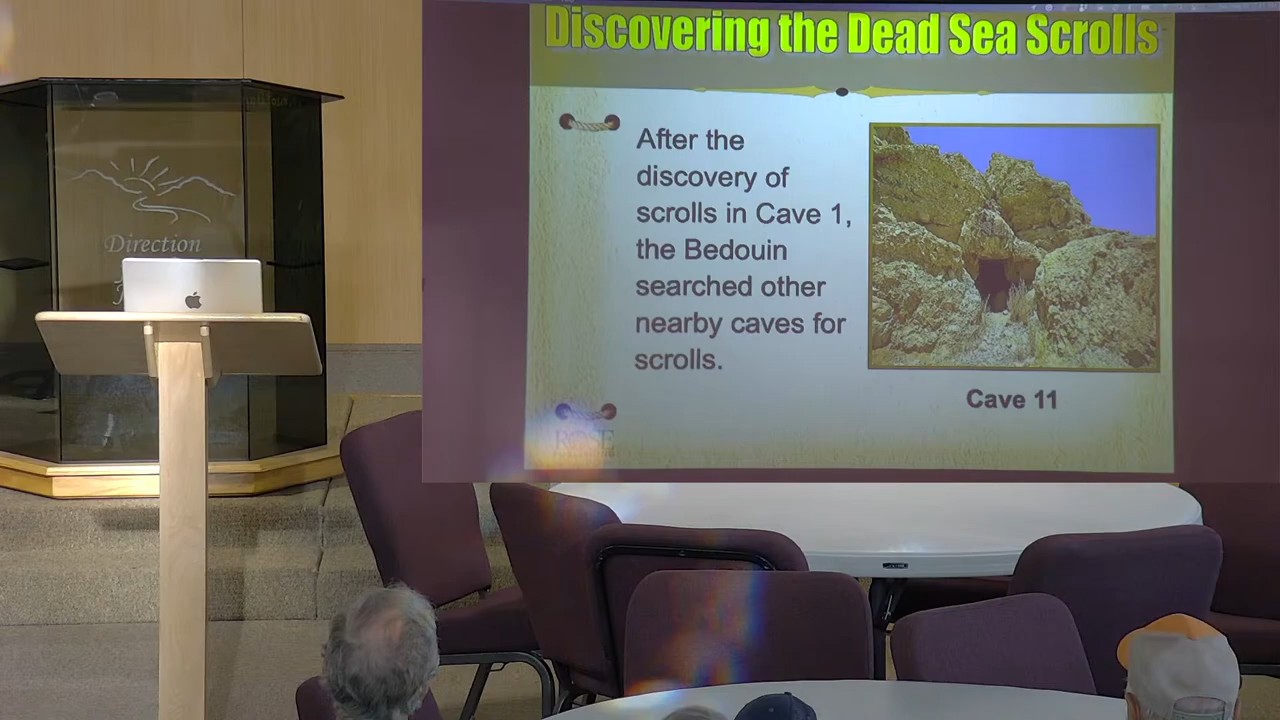 Discovering the Dead Sea Scrolls
After the
discovery of
scrolls in Cave 1,
the Bedouin
searched other
nearby caves for
scrolls.
Cave 11
ROSE
Direction